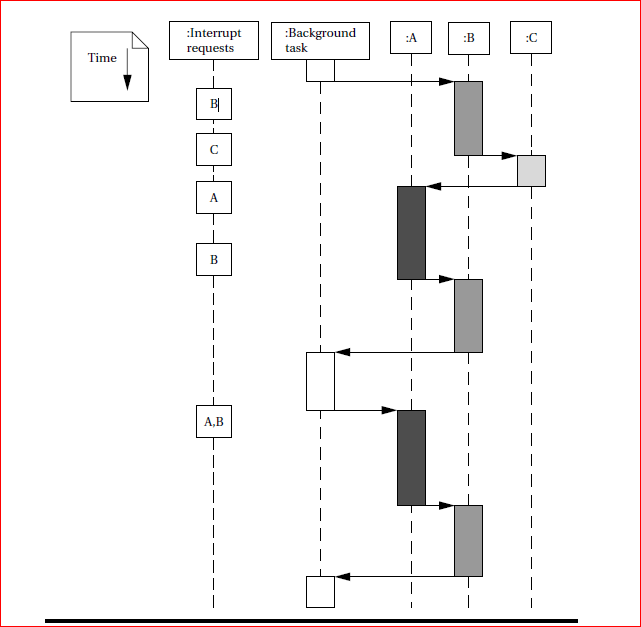 Time
:Interrupt
requests
:Background
task
:A
:B
:C
B
C
A
B
A,B